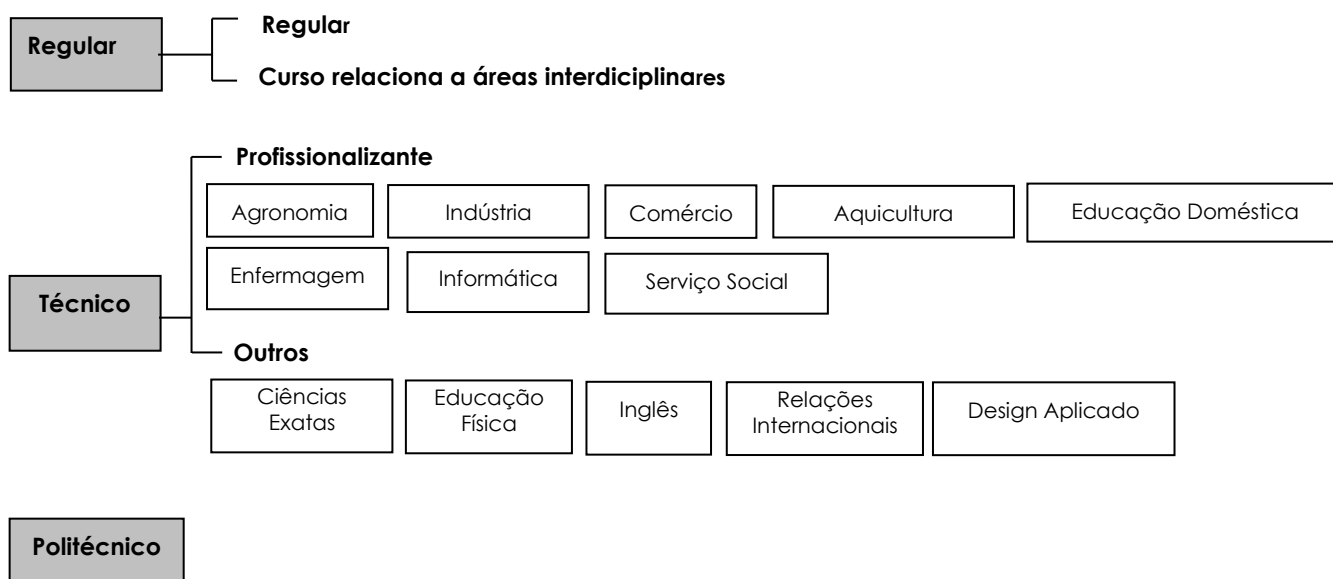 Regular
Regular
Curso relaciona a áreas interdiciplinares
Profissionalizante
Agronomia
Indústria
Comércio
Aquicultura
Educação Doméstica
Enfermagem
Informática
Serviço Social
Técnico
Outros
Ciências
Exatas
Educação
Física
Inglês
Relações
Internacionais
Design Aplicado
Politécnico